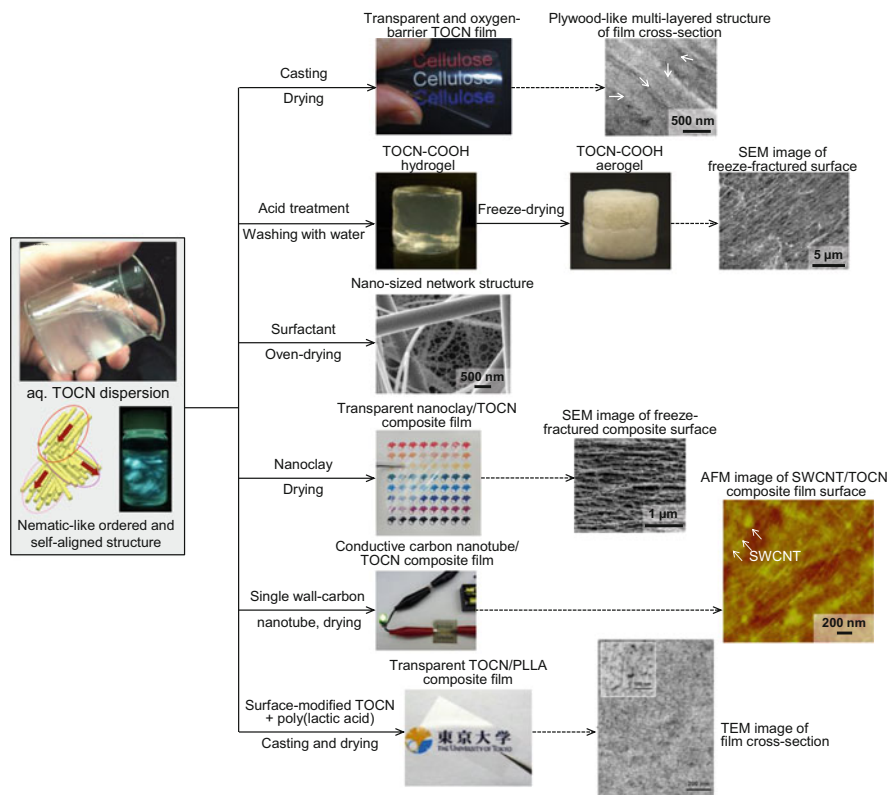 Transparent and oxygen-
barrier TOCN film
Plywood-like multi-layered structure
of film cross-section
Casting
Drying
Cellulose
Cellulose
Cellulose
500 nm
TOCN-COOH
hydrogel
TOCN-COOH
aerogel
SEM image of
freeze-fractured surface
Acid treatment
Washing with water
Freeze-drying
5 µm
Nano-sized network structure
Surfactant
Oven-drying
500 nm
aq. TOCN dispersion
Nematic-like ordered and
self-aligned structure
Transparent nanoclay/TOCN
composite film
SEM image of freeze-
fractured composite surface
Nanoclay
Drying
1 µm
AFM image of SWCNT/TOCN
composite film surface
SWCNT
200 nm
Conductive carbon nanotube/
TOCN composite film
Single wall-carbon
nanotube, drying
Transparent TOCN/PLLA
composite film
Surface-modified TOCN
+ poly(lactic acid)
Casting and drying
東京大学
THE UNIVERSITY OF TOKYO
TEM image of
film cross-section
200 nm